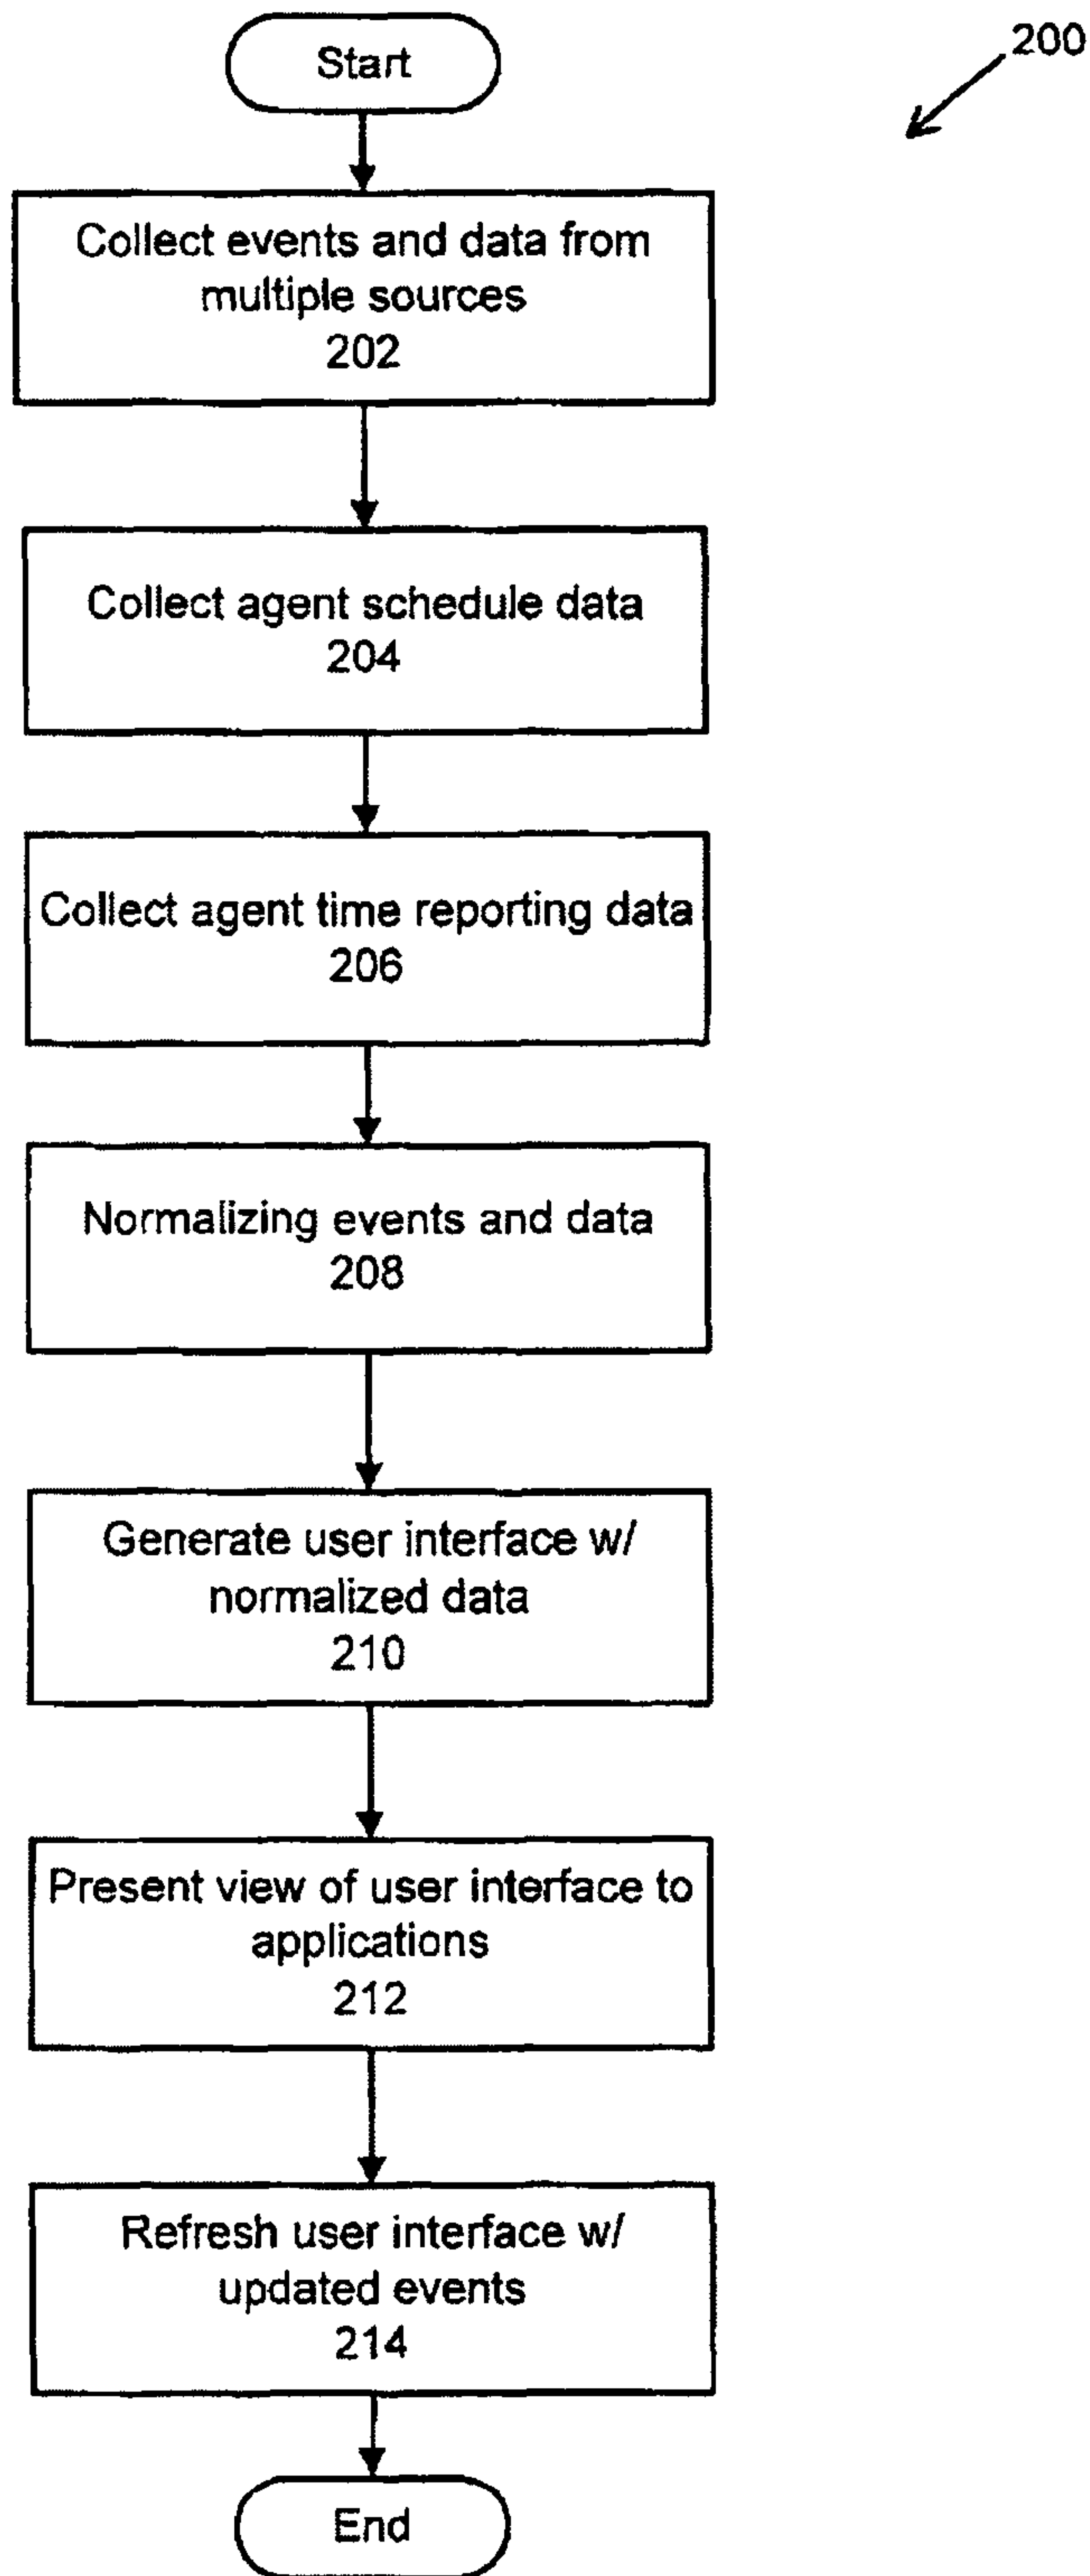 Start
200
Collect events and data from
multiple sources
202
Collect agent schedule data
204
Collect agent time reporting data
206
Normalizing events and data
208
Generate user interface w/
normalized data
210
Present view of user interface to
applications
212
Refresh user interface w/
updated events
214
End